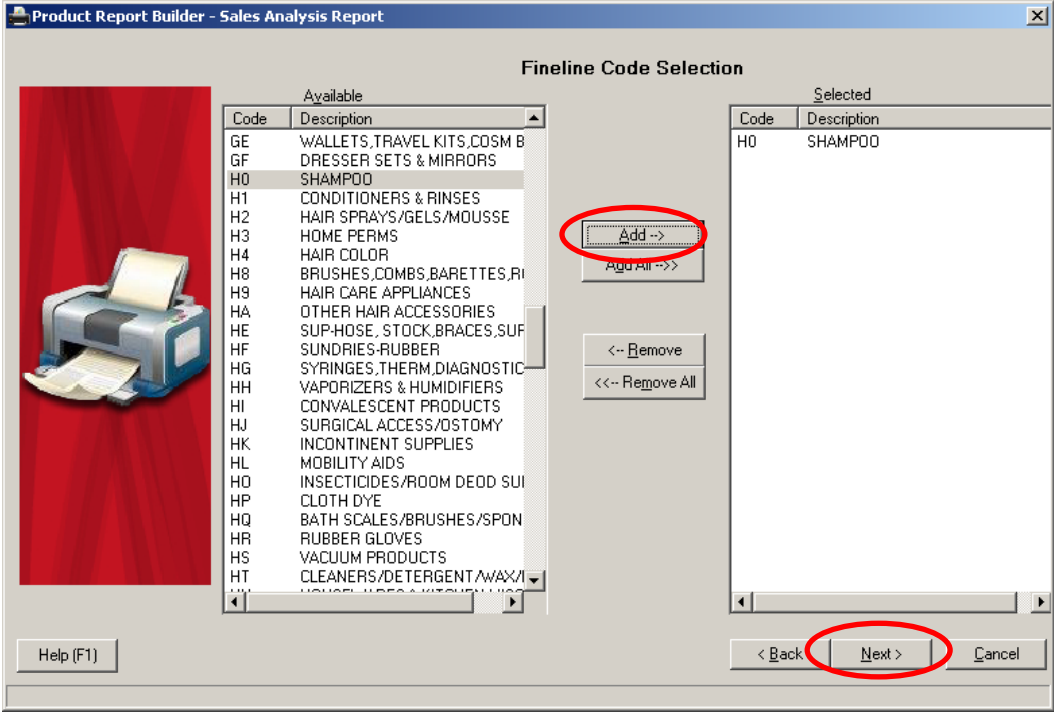 Product Report Builder - Sales Analysis Report
Fineline Code Selection
Available
Code Description
GE WALLETS,TRAVEL KITS,COSM B
GF DRESSER SETS & MIRRORS
H0 SHAMPOO
H1 CONDITIONERS & RINSES
H2 HAIR SPRAYS/GELS/MOUSSE
H3 HOME PERMS
H4 HAIR COLOR
H8 BRUSHES,COMBS,BARETTES,R
H9 HAIR CARE APPLIANCES
HA OTHER HAIR ACCESSORIES
HE SUP-HOSE, STOCK,BRACES,SUP
HF SUNDRIES-RUBBER
HG SYRINGES,THERM,DIAGNOSTIC
HH VAPORIZERS & HUMIDIFIERS
HI CONVALESCENT PRODUCTS
HJ SURGICAL ACCESS/OSTOMY
HK INCONTINENT SUPPLIES
HL MOBILITY AIDS
HO INSECTICIDES/ROOM DEOD SU
HP CLOTH DYE
HQ BATH SCALES/BRUSHES/SPON
HR RUBBER GLOVES
HS VACUUM PRODUCTS
HT CLEANERS/DETERGENT/WAX/
Add -->
Add All -->>
<-- Remove
<<-- Remove All
Selected
Code Description
H0 SHAMPOO
Help (F1)
< Back
Next >
Cancel